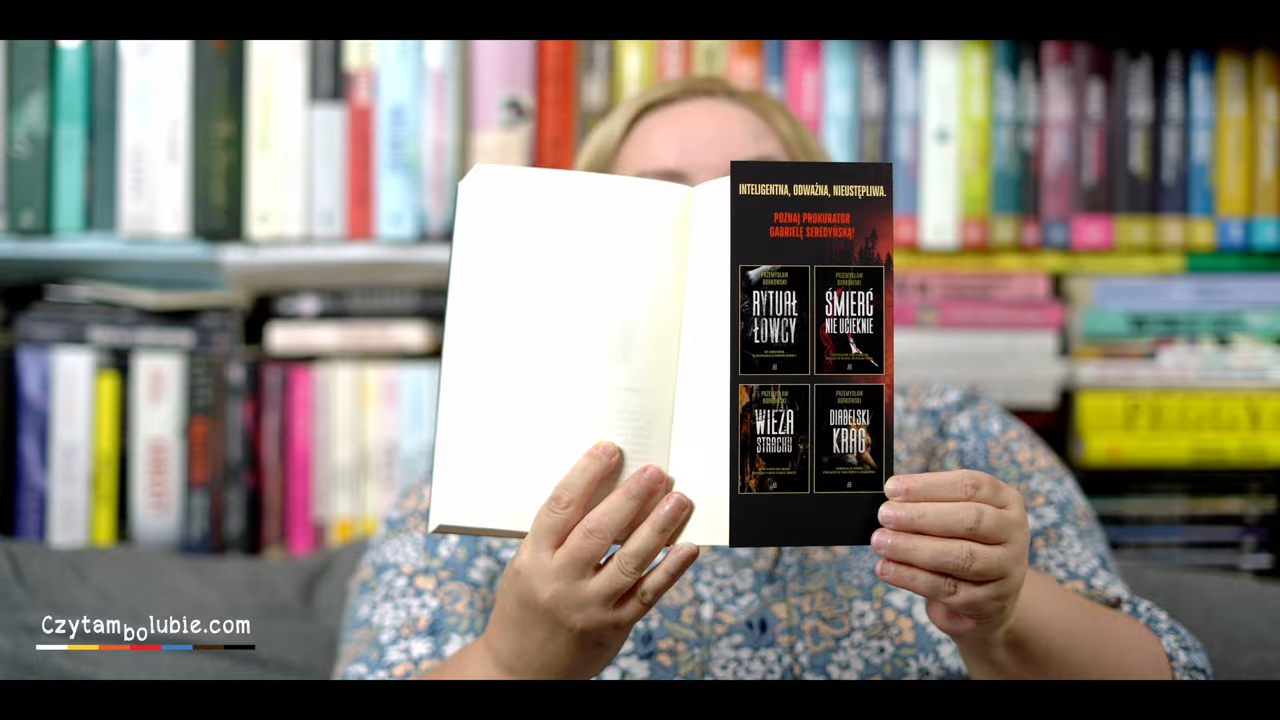 INTELIGENTNA, ODWAŻNA, NIEUSTĘPLIWA.
POZNAJ PROKURATOR
GABRIELĘ SEREDYŃSKĄ!
PRZEMYSŁAW
BORKOWSKI
RYTUAŁ
ŁOWCY
PRZEMYSŁAW
BORKOWSKI
ŚMIERĆ
NIE UCIEKNIE
PRZEMYSŁAW
BORKOWSKI
WIEŻA
STRACHU
PRZEMYSŁAW
BORKOWSKI
DIABELSKI
KRĄG
Czytambolubie.com